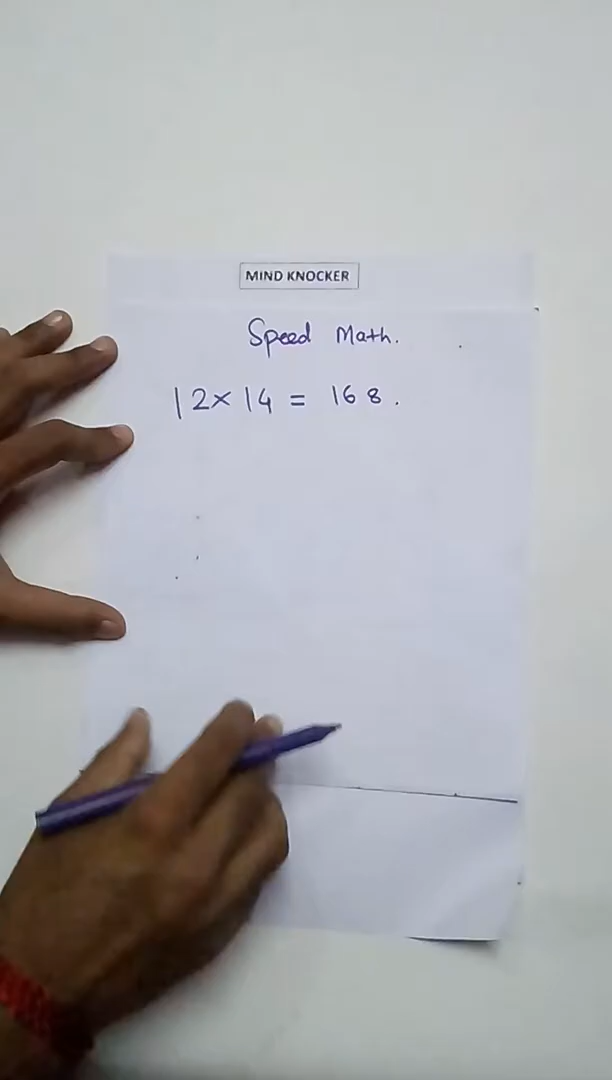 MIND KNOCKER
Speed Math.
12 × 14 = 168.